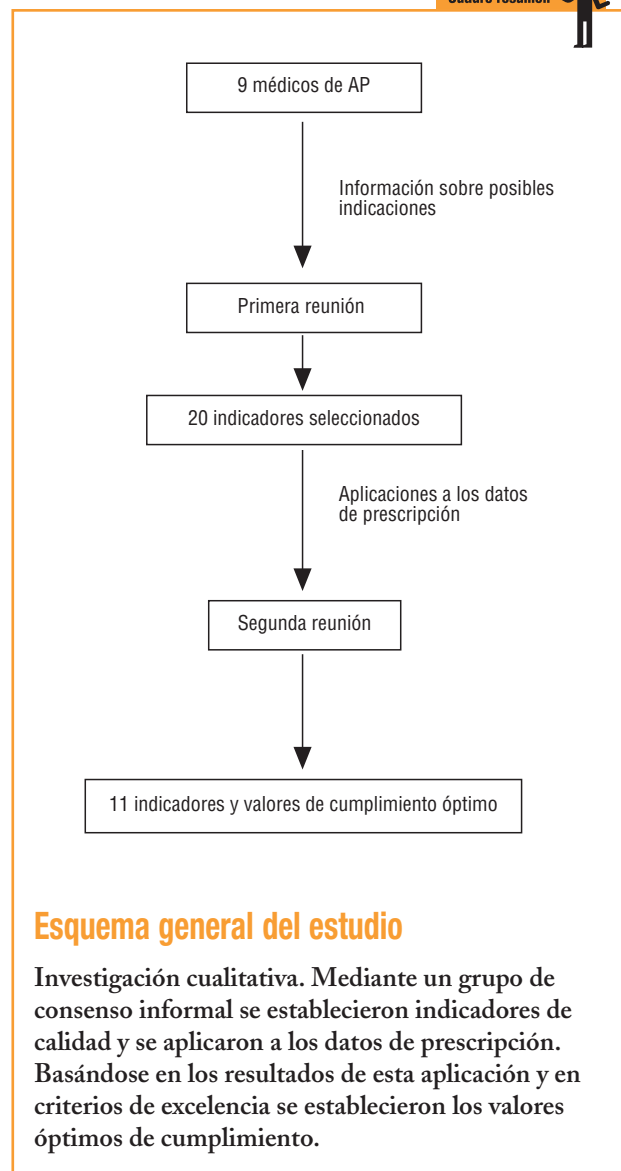 9 médicos de AP
Información sobre posibles
indicaciones
Primera reunión
20 indicadores seleccionados
Aplicaciones a los datos
de prescripción
Segunda reunión
11 indicadores y valores de cumplimiento óptimo
Esquema general del estudio
Investigación cualitativa. Mediante un grupo de
consenso informal se establecieron indicadores de
calidad y se aplicaron a los datos de prescripción.
Basándose en los resultados de esta aplicación y en
criterios de excelencia se establecieron los valores
óptimos de cumplimiento.